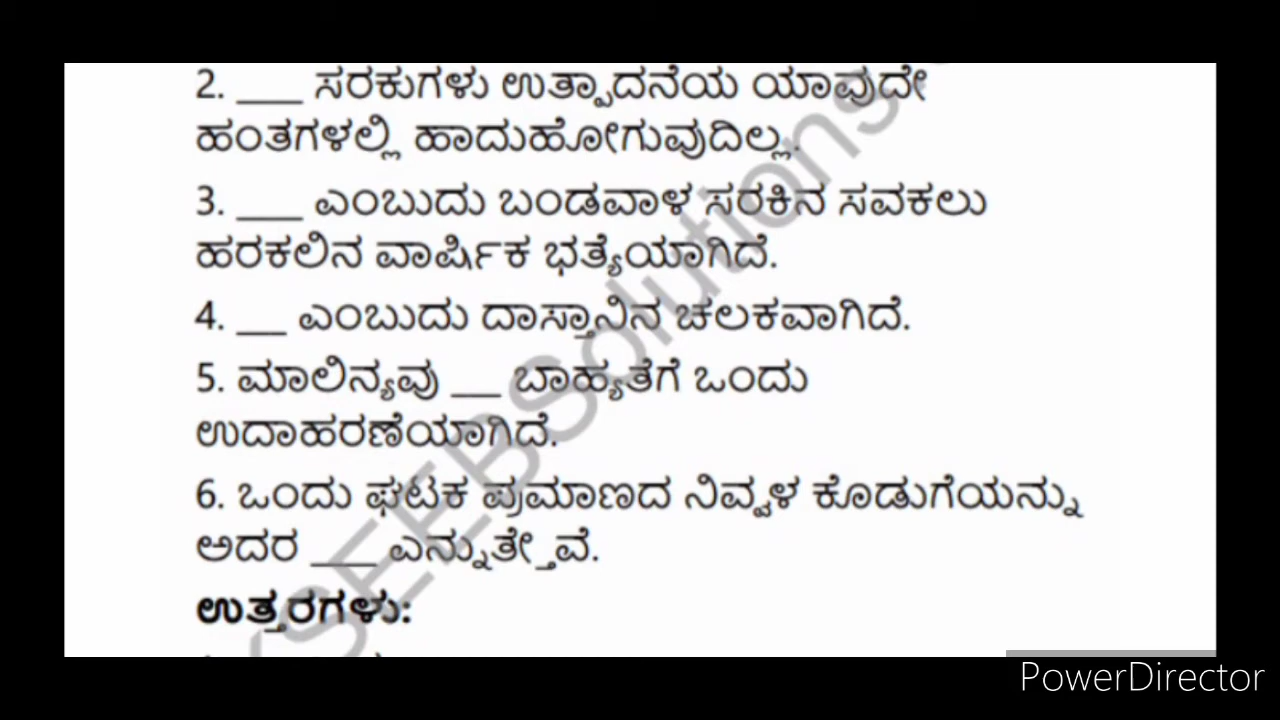 2. ___ ಸರಕುಗಳು ಉತ್ಪಾದನೆಯ ಯಾವುದೇ
ಹಂತಗಳಲ್ಲಿ ಹಾದುಹೋಗುವುದಿಲ್ಲ.
3. ___ ಎಂಬುದು ಬಂಡವಾಳ ಸರಕಿನ ಸವಕಲು
ಹರಕಲಿನ ವಾರ್ಷಿಕ ಭತ್ಯೆಯಾಗಿದೆ.
4. __ ಎಂಬುದು ದಾಸ್ತಾನಿನ ಚಲಕವಾಗಿದೆ.
5. ಮಾಲಿನ್ಯವು __ ಬಾಹ್ಯತೆಗೆ ಒಂದು
ಉದಾಹರಣೆಯಾಗಿದೆ.
6. ಒಂದು ಘಟಕ ಪ್ರಮಾಣದ ನಿವ್ವಳ ಕೊಡುಗೆಯನ್ನು
ಅದರ ___ ಎನ್ನುತ್ತೇವೆ.
ಉತ್ತರಗಳು:
KSEEBSolutions
PowerDirector